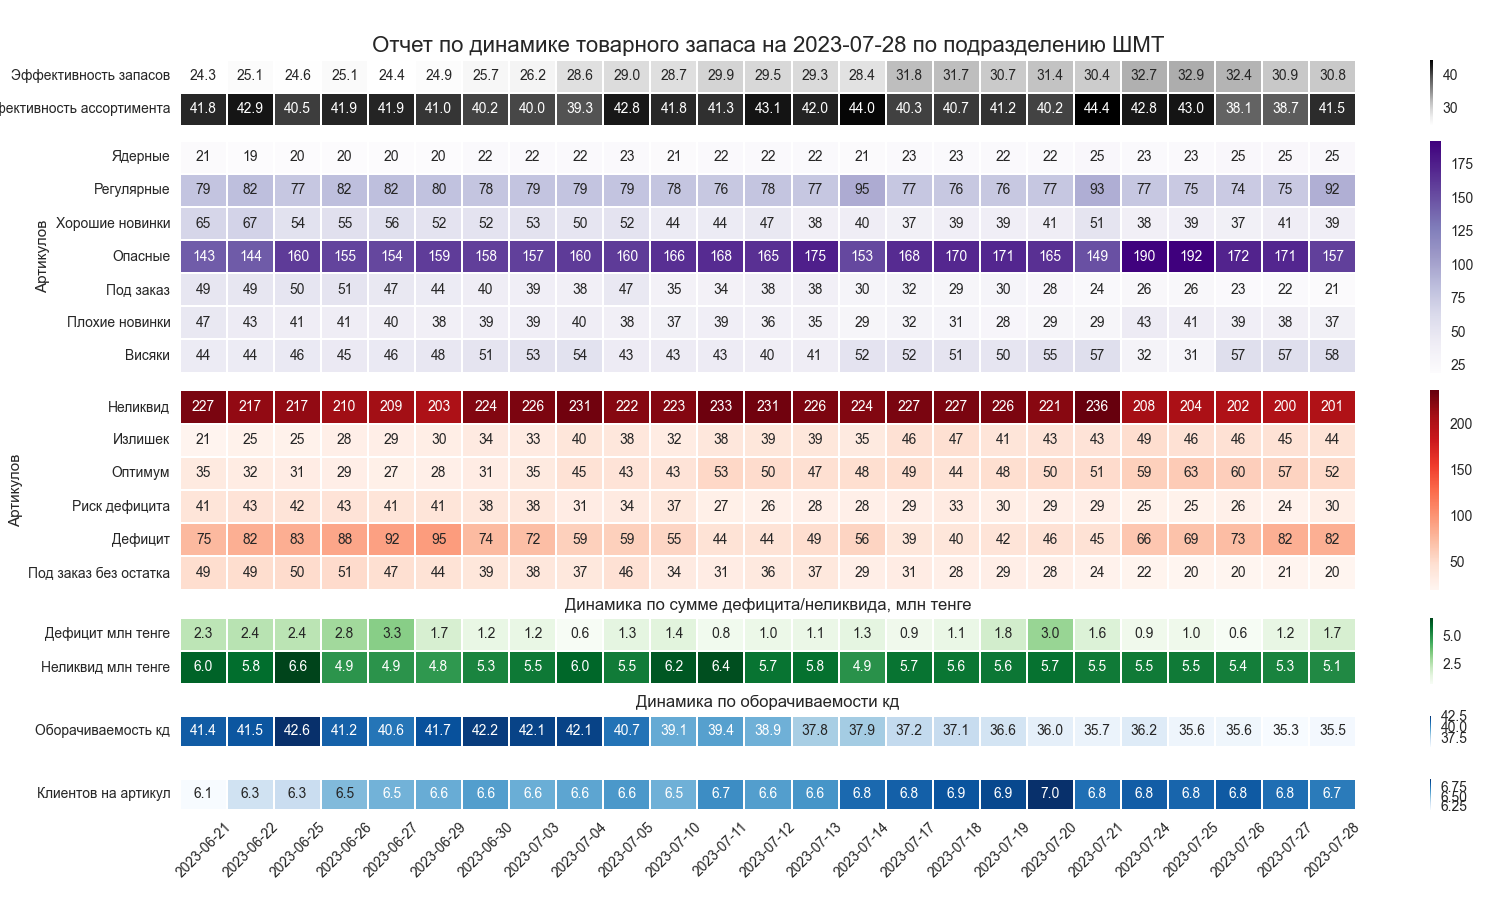 Отчет по динамике товарного запаса на 2023-07-28 по подразделению ШМТ
Эффективность запасов 24.3 25.1 24.6 25.1 24.4 24.9 25.7 26.2 28.6 29.0 28.7 29.9 29.5 29.3 28.4 31.8 31.7 30.7 31.4 30.4 32.7 32.9 32.4 30.9 30.8
фективность ассортимента 41.8 42.9 40.5 41.9 41.9 41.0 40.2 40.0 39.3 42.8 41.8 41.3 43.1 42.0 44.0 40.3 40.7 41.2 40.2 44.4 42.8 43.0 38.1 38.7 41.5
40
30
Артикулов
Ядерные 21 19 20 20 20 20 22 22 22 23 21 22 22 22 21 23 23 22 22 25 23 23 25 25 25
Регулярные 79 82 77 82 82 80 78 79 79 79 78 76 78 77 95 77 76 76 77 93 77 75 74 75 92
Хорошие новинки 65 67 54 55 56 52 52 53 50 52 44 44 47 38 40 37 39 39 41 51 38 39 37 41 39
Опасные 143 144 160 155 154 159 158 157 160 160 166 168 165 175 153 168 170 171 165 149 190 192 172 171 157
Под заказ 49 49 50 51 47 44 40 39 38 47 35 34 38 38 30 32 29 30 28 24 26 26 23 22 21
Плохие новинки 47 43 41 41 40 38 39 39 40 38 37 39 36 35 29 32 31 28 29 29 43 41 39 38 37
Висяки 44 44 46 45 46 48 51 53 54 43 43 43 40 41 52 52 51 50 55 57 32 31 57 57 58
175
150
125
100
75
50
25
Артикулов
Неликвид 227 217 217 210 209 203 224 226 231 222 223 233 231 226 224 227 227 226 221 236 208 204 202 200 201
Излишек 21 25 25 28 29 30 34 33 40 38 32 38 39 39 35 46 47 41 43 43 49 46 46 45 44
Оптимум 35 32 31 29 27 28 31 35 45 43 43 53 50 47 48 49 44 48 50 51 59 63 60 57 52
Риск дефицита 41 43 42 43 41 41 38 38 31 34 37 27 26 28 28 29 33 30 29 29 25 25 26 24 30
Дефицит 75 82 83 88 92 95 74 72 59 59 55 44 44 49 56 39 40 42 46 45 66 69 73 82 82
Под заказ без остатка 49 49 50 51 47 44 39 38 37 46 34 31 36 37 29 31 28 29 28 24 22 20 20 21 20
200
150
100
50
Динамика по сумме дефицита/неликвида, млн тенге
Дефицит млн тенге 2.3 2.4 2.4 2.8 3.3 1.7 1.2 1.2 0.6 1.3 1.4 0.8 1.0 1.1 1.3 0.9 1.1 1.8 3.0 1.6 0.9 1.0 0.6 1.2 1.7
Неликвид млн тенге 6.0 5.8 6.6 4.9 4.9 4.8 5.3 5.5 6.0 5.5 6.2 6.4 5.7 5.8 4.9 5.7 5.6 5.6 5.7 5.5 5.5 5.5 5.4 5.3 5.1
5.0
2.5
Динамика по оборачиваемости кд
Оборачиваемость кд 41.4 41.5 42.6 41.2 40.6 41.7 42.2 42.1 42.1 40.7 39.1 39.4 38.9 37.8 37.9 37.2 37.1 36.6 36.0 35.7 36.2 35.6 35.6 35.3 35.5
42.5
40.0
37.5
Клиентов на артикул 6.1 6.3 6.3 6.5 6.5 6.6 6.6 6.6 6.6 6.6 6.5 6.7 6.6 6.6 6.8 6.8 6.9 6.9 7.0 6.8 6.8 6.8 6.8 6.8 6.7
6.75
6.50
6.25
2023-06-21 2023-06-22 2023-06-25 2023-06-26 2023-06-27 2023-06-29 2023-06-30 2023-07-03 2023-07-04 2023-07-05 2023-07-10 2023-07-11 2023-07-12 2023-07-13 2023-07-14 2023-07-17 2023-07-18 2023-07-19 2023-07-20 2023-07-21 2023-07-24 2023-07-25 2023-07-26 2023-07-27 2023-07-28